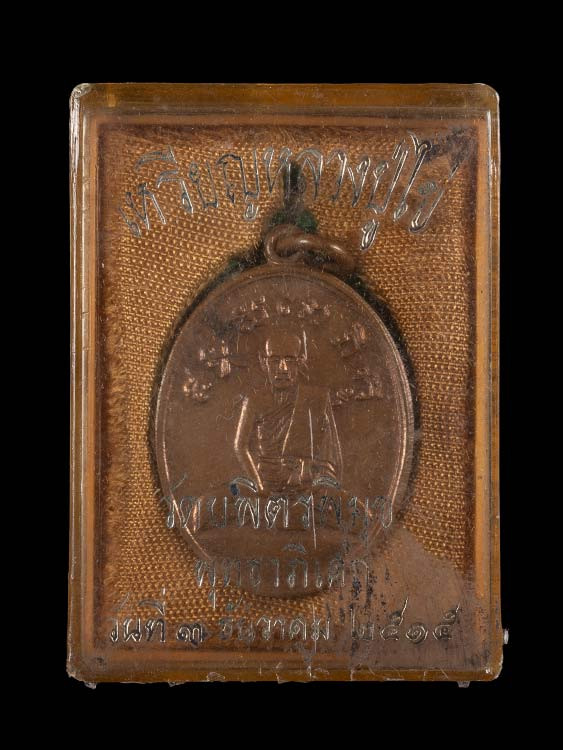 เหรียญหลวงปู่ไข่
วัดบพิตรพิมุข
พุทธาภิเศก
วันที่ ๓ ธันวาคม ๒๕๑๕